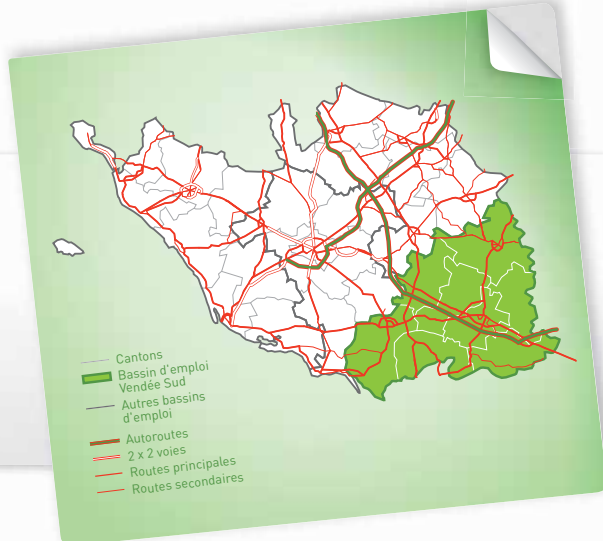 Cantons
Bassin d'emploi
Vendée Sud
Autres bassins
d'emploi
Autoroutes
2 x 2 voies
Routes principales
Routes secondaires